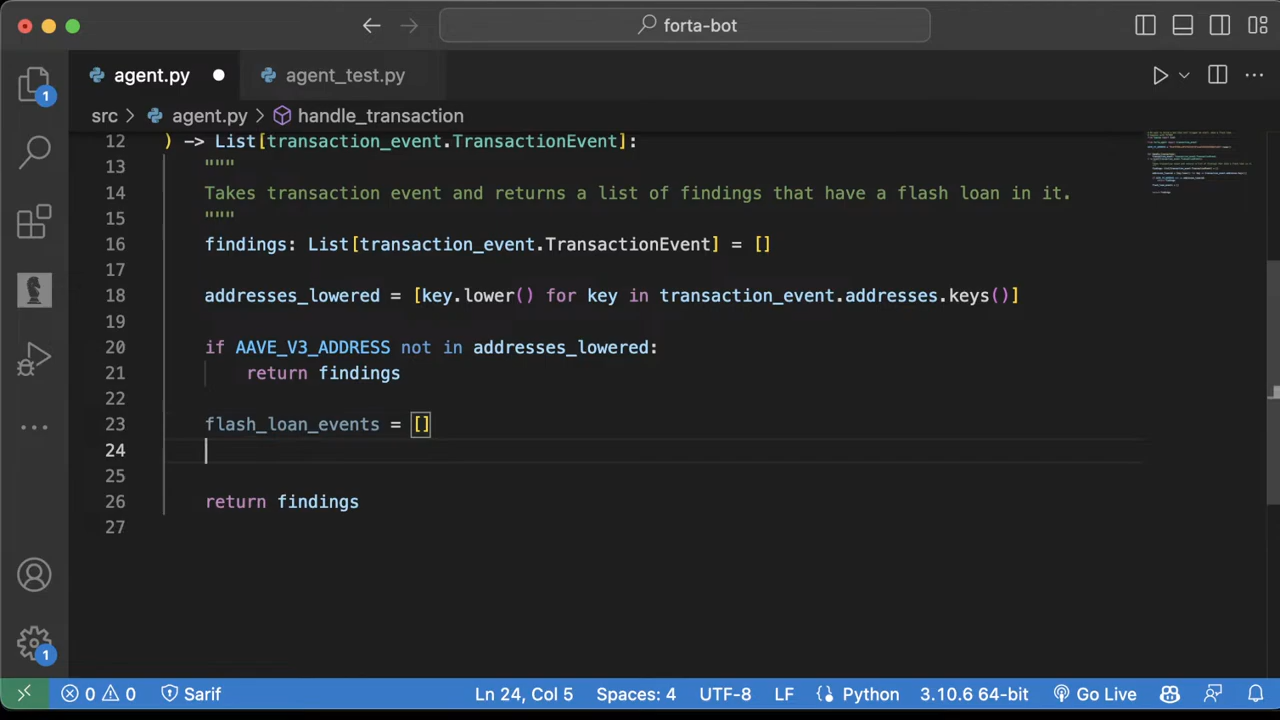 forta-bot
agent.py
agent_test.py
src > agent.py > handle_transaction
12 ) -> List[transaction_event.TransactionEvent]:
13 """
14 Takes transaction event and returns a list of findings that have a flash loan in it.
15 """
16 findings: List[transaction_event.TransactionEvent] = []
17
18 addresses_lowered = [key.lower() for key in transaction_event.addresses.keys()]
19
20 if AAVE_V3_ADDRESS not in addresses_lowered:
21 return findings
22
23 flash_loan_events = []
24
25
26 return findings
27
1
1
0 0 Sarif Ln 24, Col 5 Spaces: 4 UTF-8 LF Python 3.10.6 64-bit Go Live